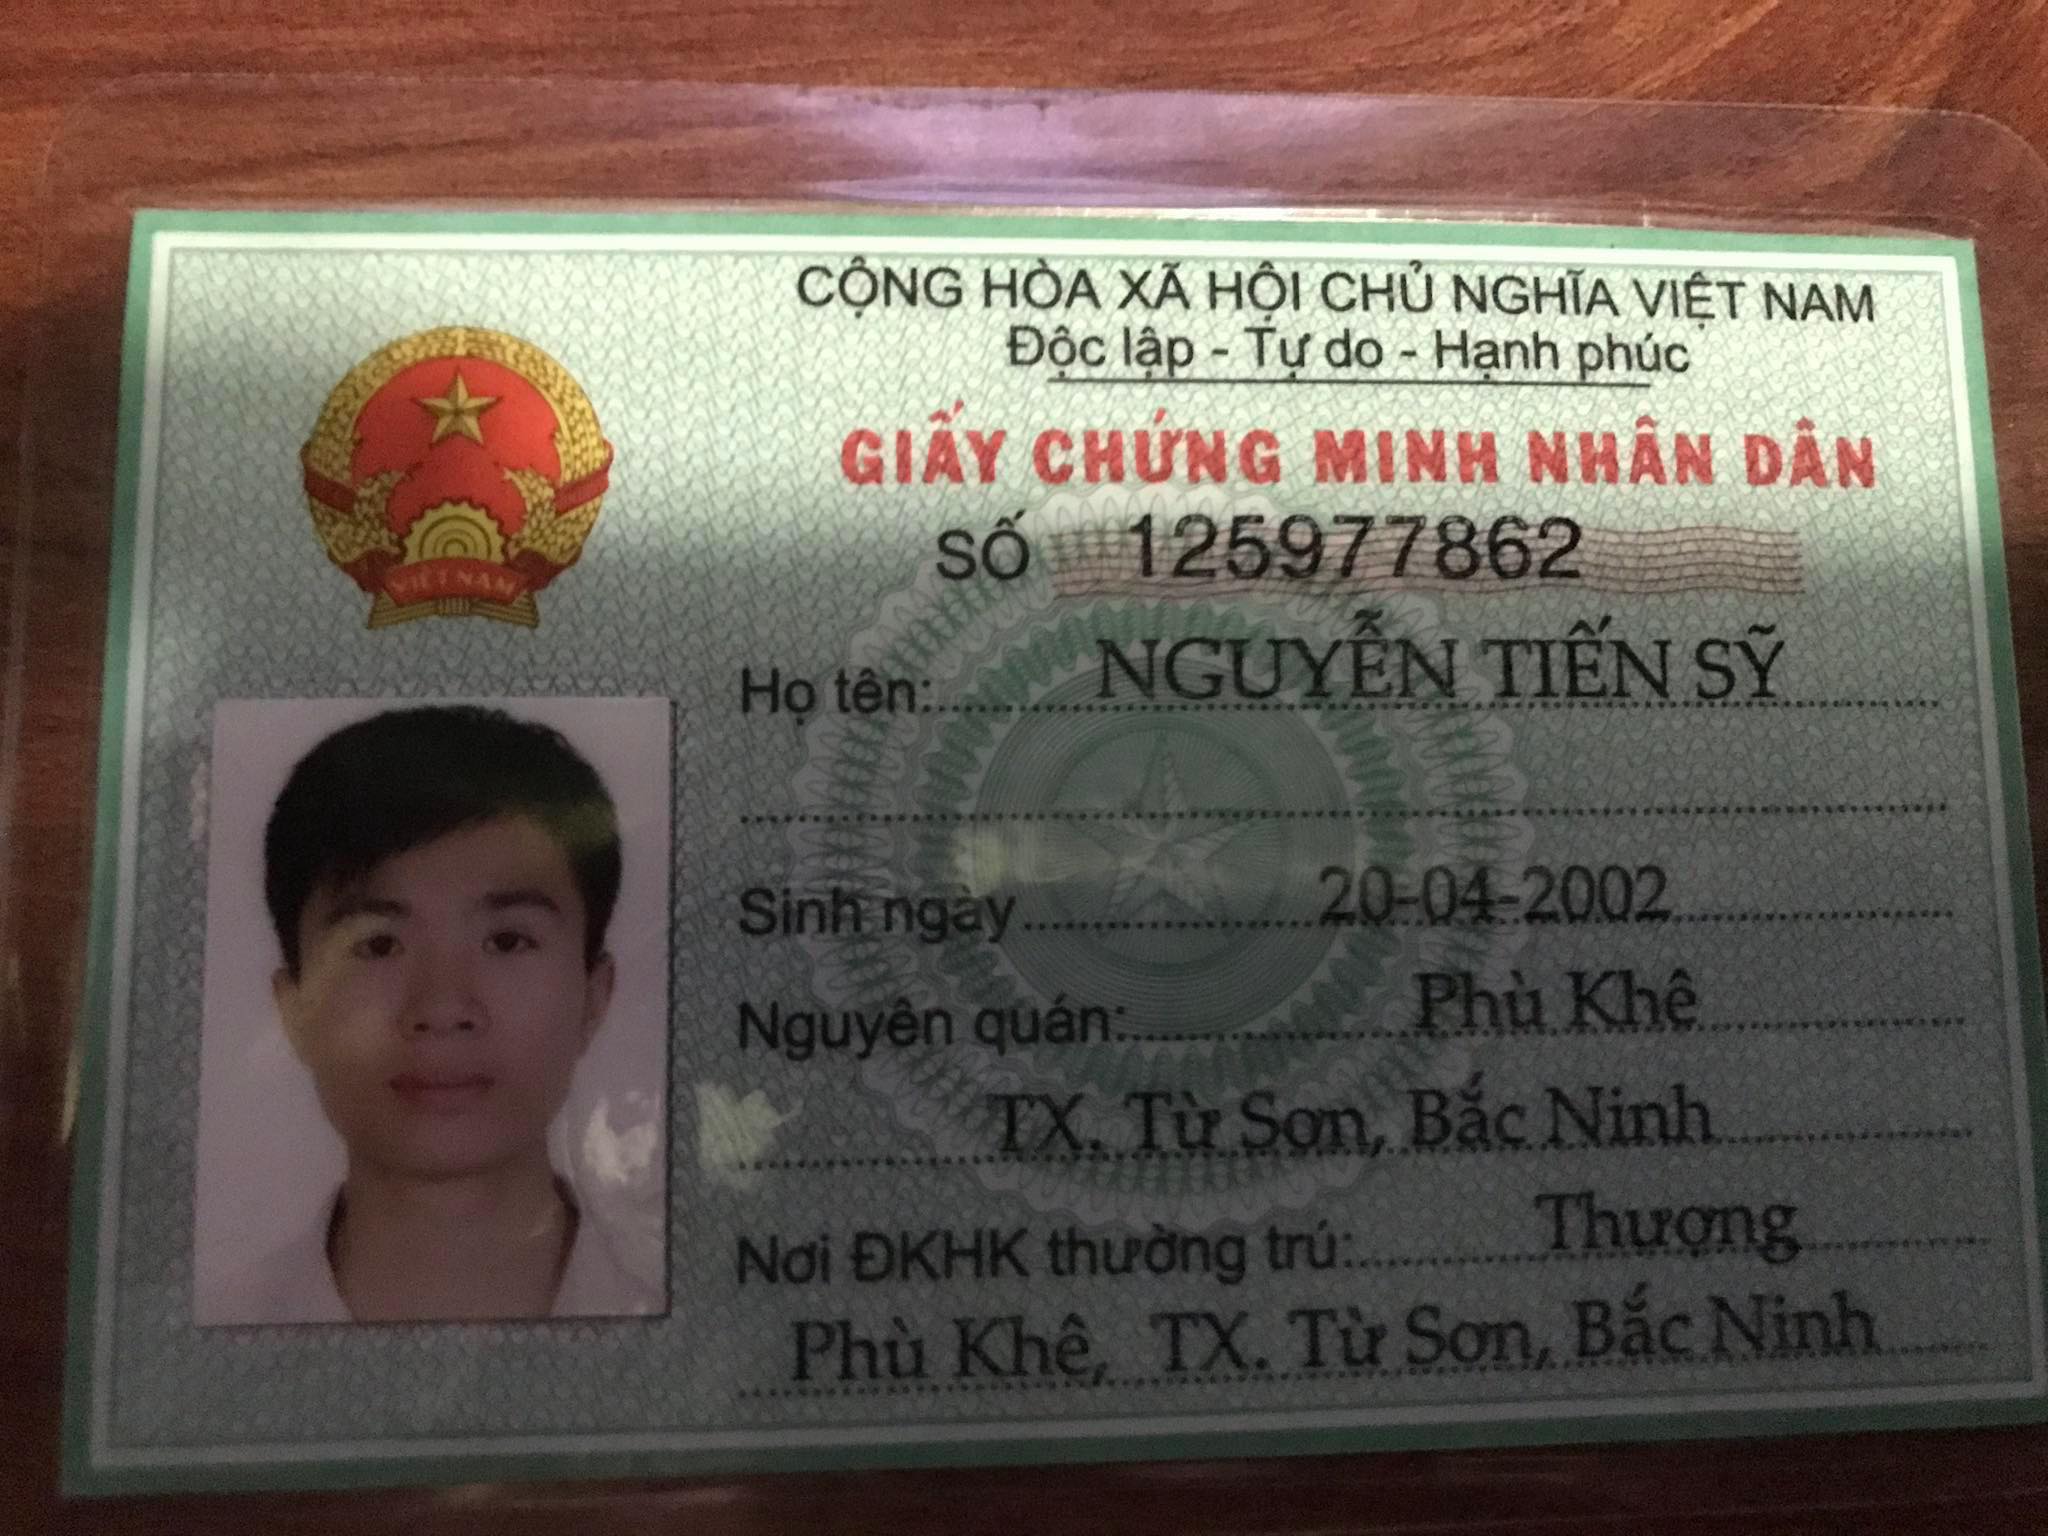 CỘNG HÒA XÃ HỘI CHỦ NGHĨA VIỆT NAM
Độc lập - Tự do - Hạnh phúc
GIẤY CHỨNG MINH NHÂN DÂN
SỐ 125977862
VIỆT NAM
Họ tên: NGUYỄN TIẾN SỸ
Sinh ngày 20-04-2002
Nguyên quán: Phù Khê
TX. Từ Sơn, Bắc Ninh
Nơi ĐKHK thường trú: Thượng
Phù Khê, TX. Từ Sơn, Bắc Ninh